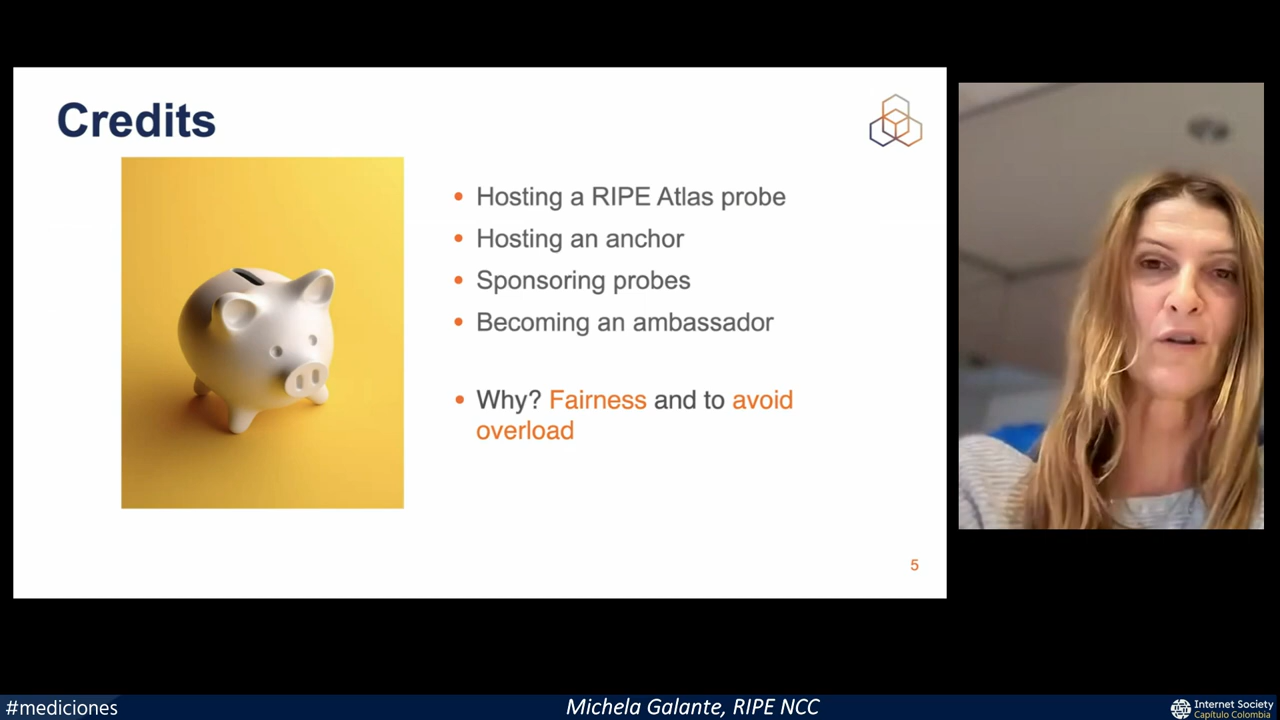 Credits
• Hosting a RIPE Atlas probe
• Hosting an anchor
• Sponsoring probes
• Becoming an ambassador
• Why? Fairness and to avoid
overload
5
#mediciones
Michela Galante, RIPE NCC
Internet Society
Capítulo Colombia